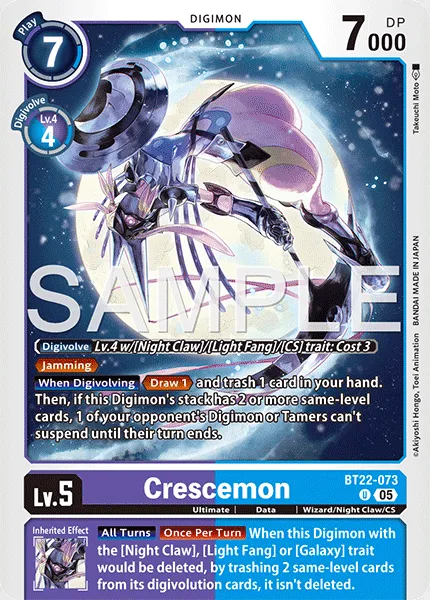 DIGIMON
Play
7
DP
7000
Digivolve
Lv.4
4
Takeuchi Moto
SAMPLE
©Akiyoshi Hongo, Toei Animation BANDAI MADE IN JAPAN
Digivolve Lv.4 w/[Night Claw]/[Light Fang]/[CS] trait: Cost 3
Jamming
When Digivolving Draw 1 and trash 1 card in your hand.
Then, if this Digimon's stack has 2 or more same-level
cards, 1 of your opponent's Digimon or Tamers can't
suspend until their turn ends.
Lv.5
Crescemon
BT22-073
U 05
Ultimate Data Wizard/Night Claw/CS
Inherited Effect
All Turns Once Per Turn When this Digimon with
the [Night Claw], [Light Fang] or [Galaxy] trait
would be deleted, by trashing 2 same-level cards
from its digivolution cards, it isn't deleted.